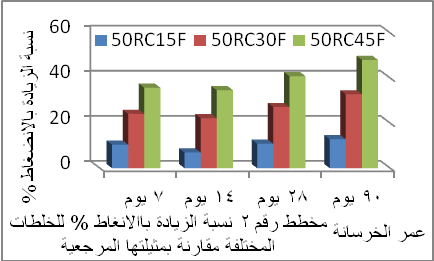 60
40
20
0
نسبة الزيادة بالانضغاط %
50RC15F 50RC30F 50RC45F
٧ يوم ١٤ يوم ٢٨ يوم ٩٠ يوم
عمر الخرسانة
مخطط رقم ٢ نسبة الزيادة باالانغاط % للخلطات
المختلفة مقارنة بمثيلتها المرجعية